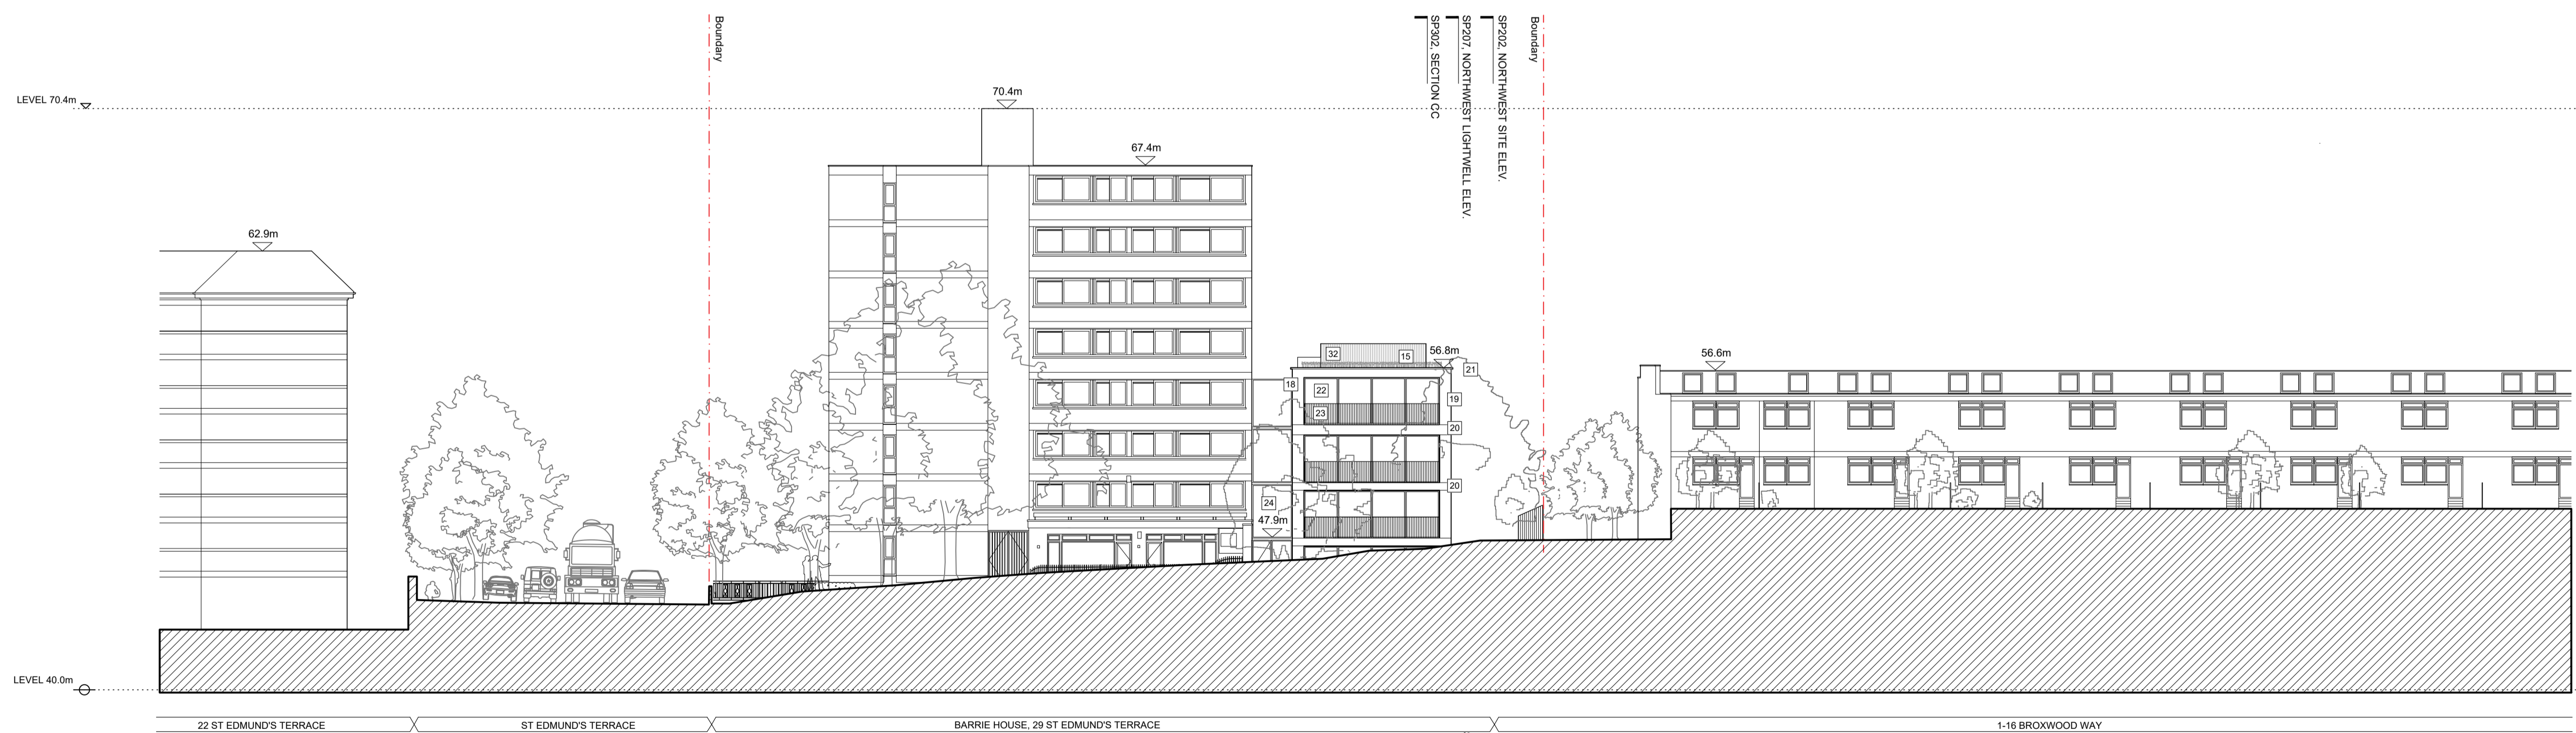 Boundary
SP302, SECTION CC
SP207, NORTHWEST LIGHTWELL ELEV.
SP202, NORTHWEST SITE ELEV.
Boundary
LEVEL 70.4m
70.4m
67.4m
62.9m
56.8m
56.6m
32
15
21
18
22
19
23
20
20
24
47.9m
LEVEL 40.0m
22 ST EDMUND'S TERRACE
ST EDMUND'S TERRACE
BARRIE HOUSE, 29 ST EDMUND'S TERRACE
1-16 BROXWOOD WAY